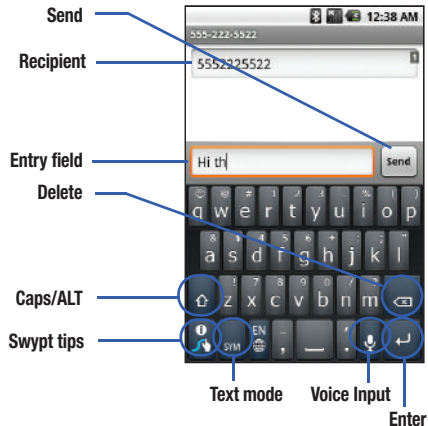 Send
12:38 AM
555-222-5522
Recipient
5552225522
1
Entry field
Hi th
Send
Delete
q w e r t y u i o p
a s d f g h j k l
Caps/ALT
z x c v b n m
Swypt tips
SYM
EN
, .
Text mode
Voice Input
Enter